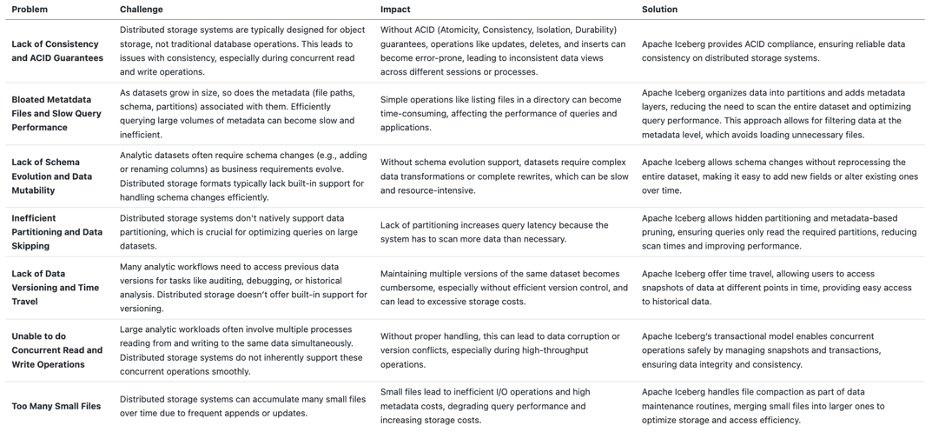 Problem Challenge Impact Solution
Lack of Consistency
and ACID Guarantees
Distributed storage systems are typically designed for object
storage, not traditional database operations. This leads to
issues with consistency, especially during concurrent read
and write operations.
Without ACID (Atomicity, Consistency, Isolation, Durability)
guarantees, operations like updates, deletes, and inserts can
become error-prone, leading to inconsistent data views
across different sessions or processes.
Apache Iceberg provides ACID compliance, ensuring reliable data
consistency on distributed storage systems.
Bloated Metatdata
Files and Slow Query
Performance
As datasets grow in size, so does the metadata (file paths,
schema, partitions) associated with them. Efficiently
querying large volumes of metadata can become slow and
inefficient.
Simple operations like listing files in a directory can become
time-consuming, affecting the performance of queries and
applications.
Apache Iceberg organizes data into partitions and adds metadata
layers, reducing the need to scan the entire dataset and optimizing
query performance. This approach allows for filtering data at the
metadata level, which avoids loading unnecessary files.
Lack of Schema
Evolution and Data
Mutability
Analytic datasets often require schema changes (e.g., adding
or renaming columns) as business requirements evolve.
Distributed storage formats typically lack built-in support for
handling schema changes efficiently.
Without schema evolution support, datasets require complex
data transformations or complete rewrites, which can be slow
and resource-intensive.
Apache Iceberg allows schema changes without reprocessing the
entire dataset, making it easy to add new fields or alter existing ones
over time.
Inefficient
Partitioning and Data
Skipping
Distributed storage systems don't natively support data
partitioning, which is crucial for optimizing queries on large
datasets.
Lack of partitioning increases query latency because the
system has to scan more data than necessary.
Apache Iceberg allows hidden partitioning and metadata-based
pruning, ensuring queries only read the required partitions, reducing
scan times and improving performance.
Lack of Data
Versioning and Time
Travel
Many analytic workflows need to access previous data
versions for tasks like auditing, debugging, or historical
analysis. Distributed storage doesn't offer built-in support for
versioning.
Maintaining multiple versions of the same dataset becomes
cumbersome, especially without efficient version control, and
can lead to excessive storage costs.
Apache Iceberg offer time travel, allowing users to access
snapshots of data at different points in time, providing easy access
to historical data.
Unable to do
Concurrent Read and
Write Operations
Large analytic workloads often involve multiple processes
reading from and writing to the same data simultaneously.
Distributed storage systems do not inherently support these
concurrent operations smoothly.
Without proper handling, this can lead to data corruption or
version conflicts, especially during high-throughput
operations.
Apache Iceberg's transactional model enables concurrent
operations safely by managing snapshots and transactions,
ensuring data integrity and consistency.
Too Many Small Files
Distributed storage systems can accumulate many small files
over time due to frequent appends or updates.
Small files lead to inefficient I/O operations and high
metadata costs, degrading query performance and
increasing storage costs.
Apache Iceberg handles file compaction as part of data
maintenance routines, merging small files into larger ones to
optimize storage and access efficiency.